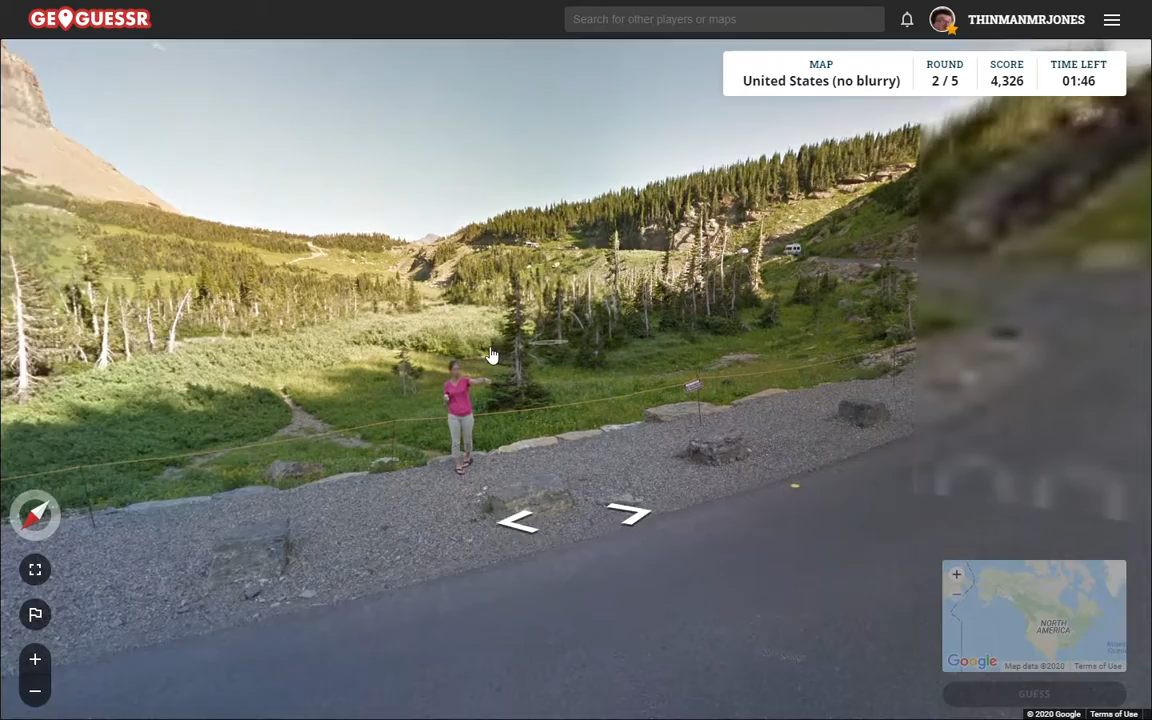 GEOGUESSR
Search for other players or maps
THINMANMRJONES
MAP
United States (no blurry)
ROUND
2 / 5
SCORE
4,326
TIME LEFT
01:46
NORTH
AMERICA
Google
Map data ©2020
Terms of Use
GUESS
© 2020 Google
Terms of Use